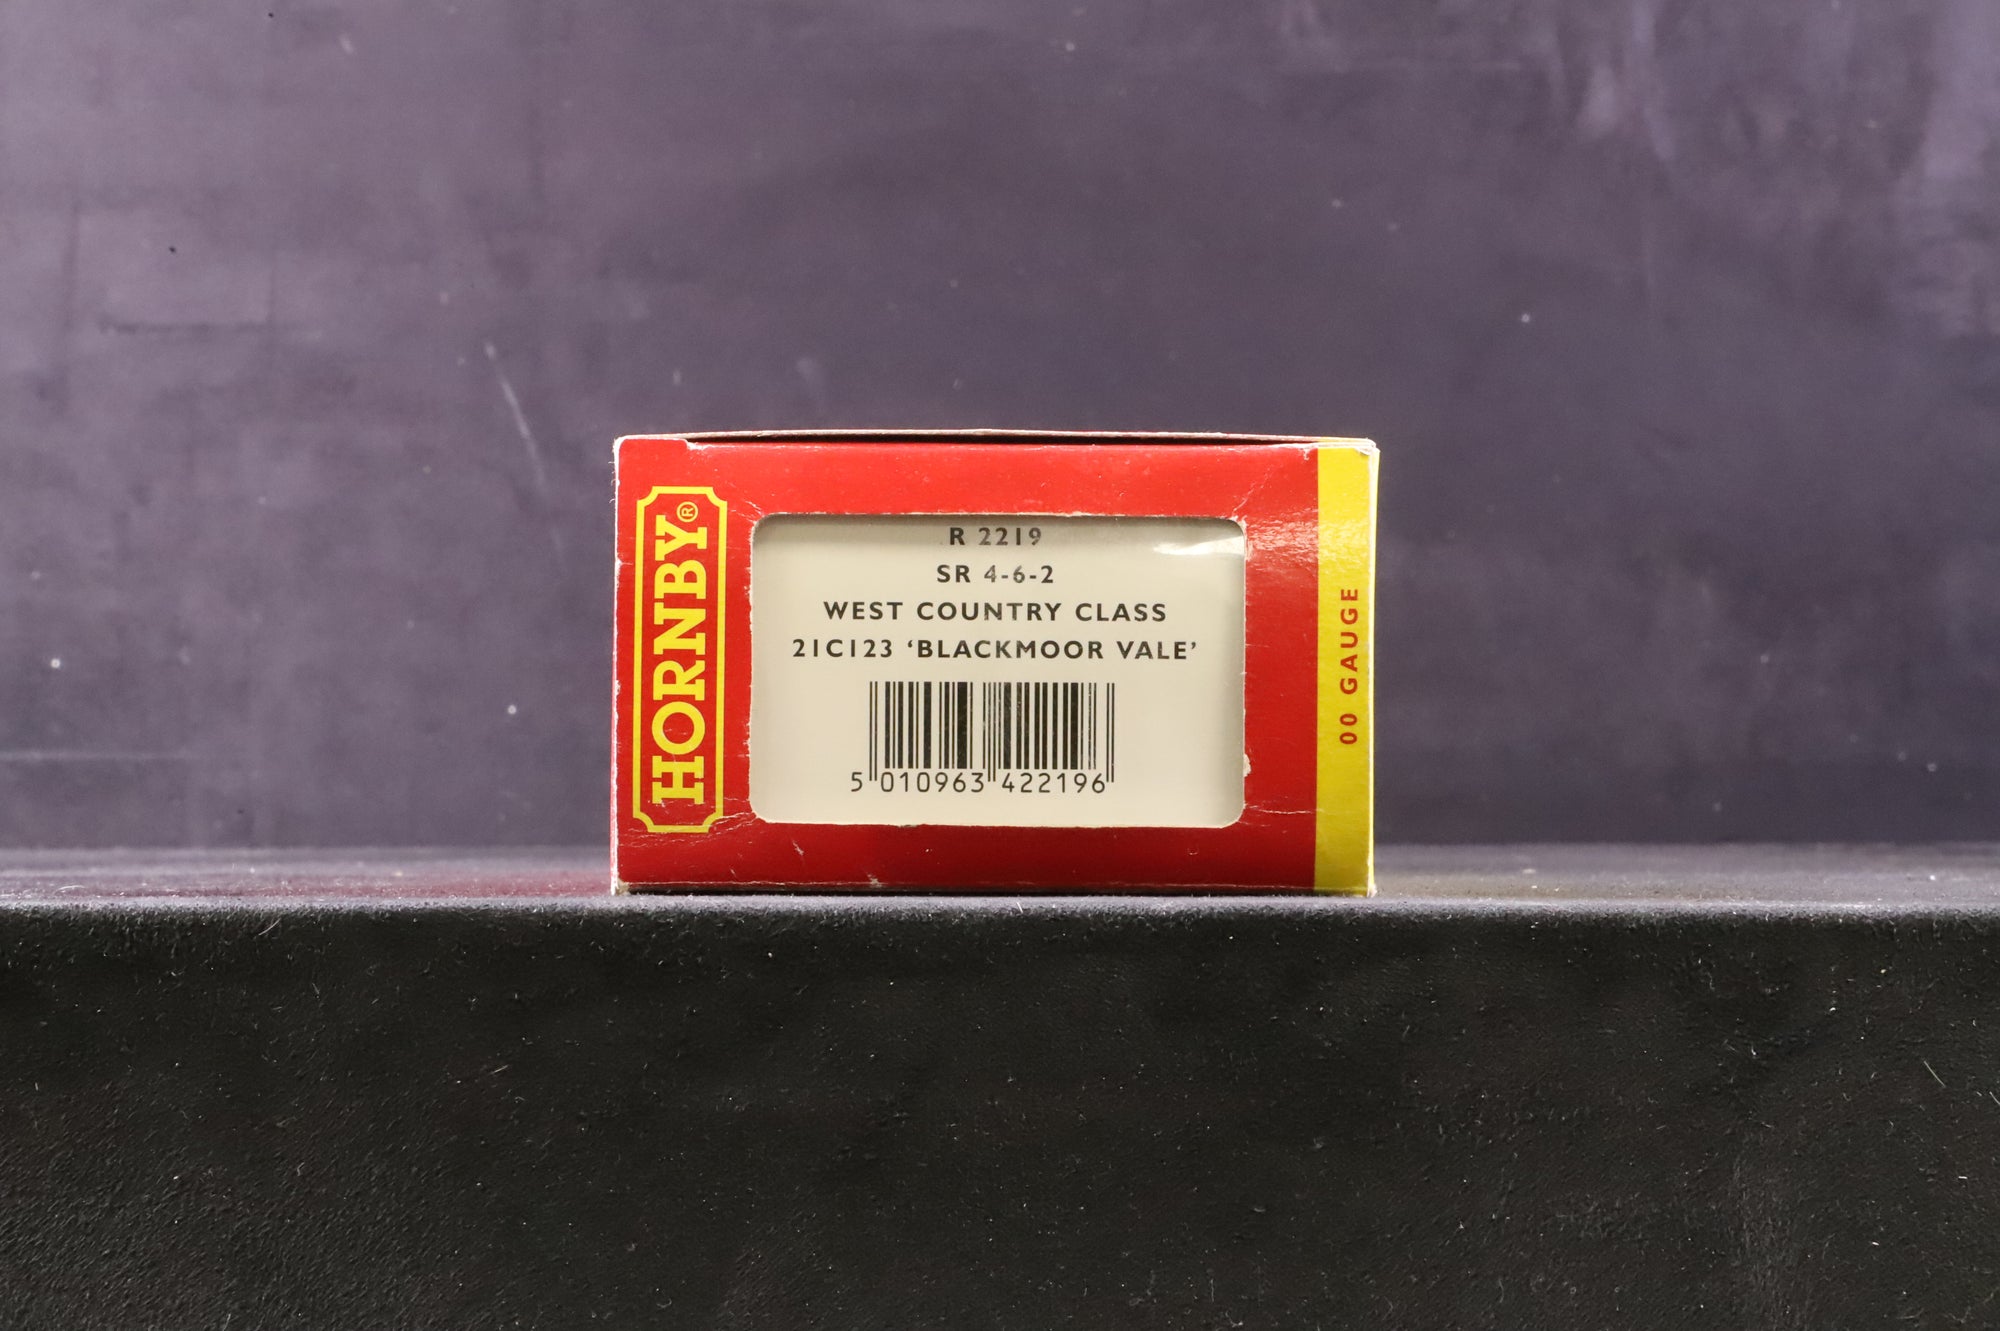 HORNBY®
R 2219
SR 4-6-2
WEST COUNTRY CLASS
21C123 ‘BLACKMOOR VALE’
5 010963 422196
00 GAUGE